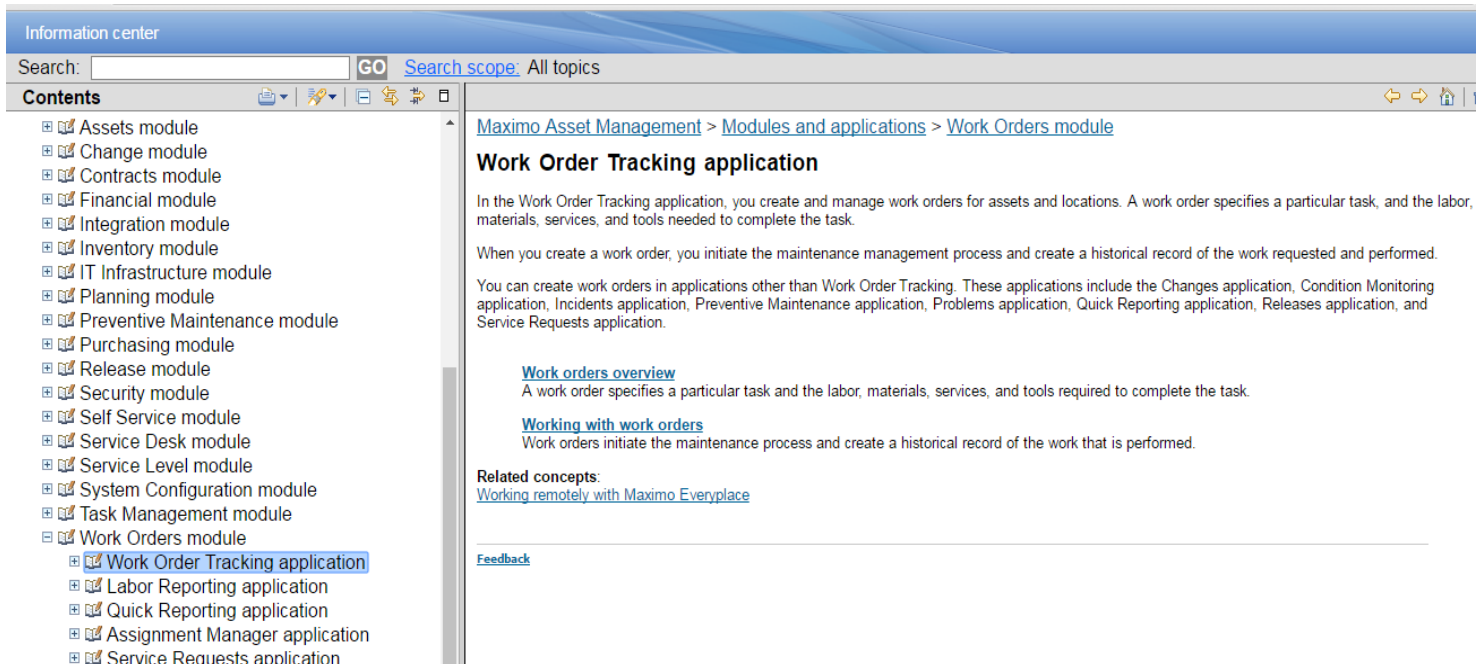 Information center
Search: GO Search scope: All topics
Contents
Assets module
Change module
Contracts module
Financial module
Integration module
Inventory module
IT Infrastructure module
Planning module
Preventive Maintenance module
Purchasing module
Release module
Security module
Self Service module
Service Desk module
Service Level module
System Configuration module
Task Management module
Work Orders module
Work Order Tracking application
Labor Reporting application
Quick Reporting application
Assignment Manager application
Service Requests application
Maximo Asset Management > Modules and applications > Work Orders module
Work Order Tracking application
In the Work Order Tracking application, you create and manage work orders for assets and locations. A work order specifies a particular task, and the labor,
materials, services, and tools needed to complete the task.
When you create a work order, you initiate the maintenance management process and create a historical record of the work requested and performed.
You can create work orders in applications other than Work Order Tracking. These applications include the Changes application, Condition Monitoring
application, Incidents application, Preventive Maintenance application, Problems application, Quick Reporting application, Releases application, and
Service Requests application.
Work orders overview
A work order specifies a particular task and the labor, materials, services, and tools required to complete the task.
Working with work orders
Work orders initiate the maintenance process and create a historical record of the work that is performed.
Related concepts:
Working remotely with Maximo Everyplace
Feedback